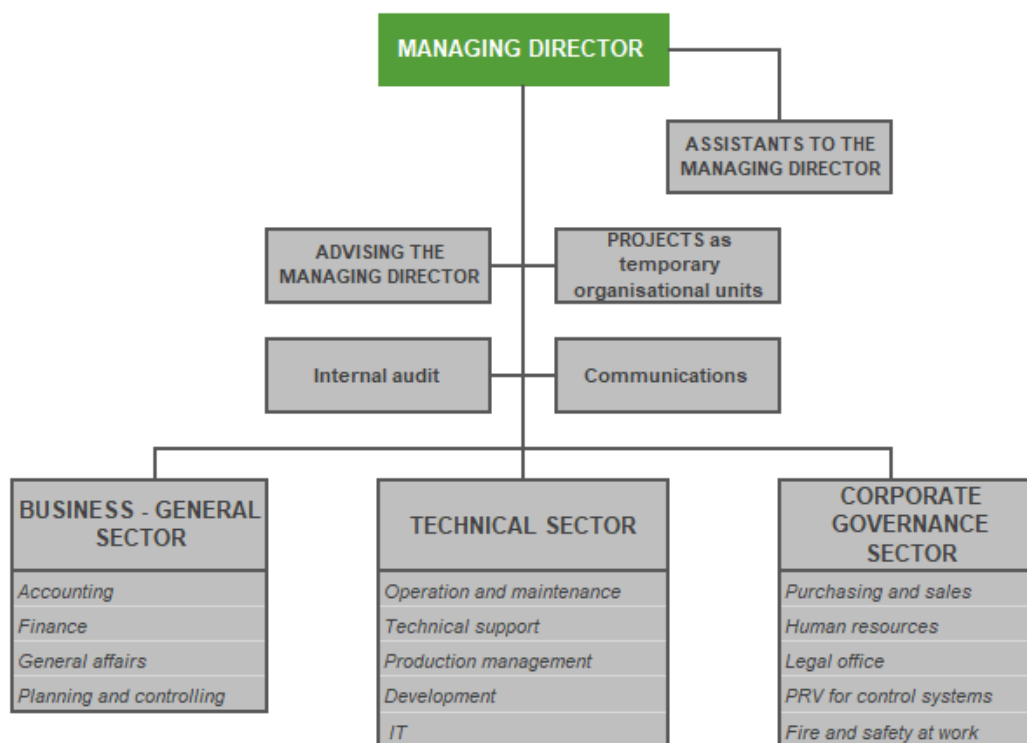 MANAGING DIRECTOR
ASSISTANTS TO THE
MANAGING DIRECTOR
ADVISING THE
MANAGING DIRECTOR
PROJECTS as
temporary
organisational units
Internal audit
Communications
BUSINESS - GENERAL
SECTOR
Accounting
Finance
General affairs
Planning and controlling
TECHNICAL SECTOR
Operation and maintenance
Technical support
Production management
Development
IT
CORPORATE
GOVERNANCE
SECTOR
Purchasing and sales
Human resources
Legal office
PRV for control systems
Fire and safety at work